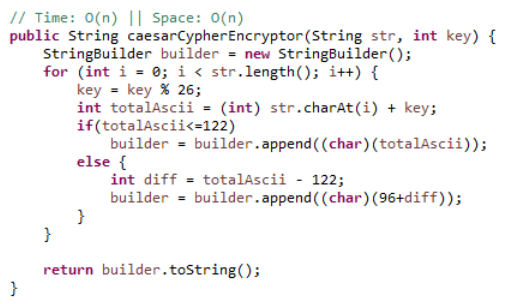 // Time: O(n) || Space: O(n)
public String caesarCypherEncryptor(String str, int key) {
    StringBuilder builder = new StringBuilder();
    for (int i = 0; i < str.length(); i++) {
        key = key % 26;
        int totalAscii = (int) str.charAt(i) + key;
        if(totalAscii<=122)
            builder = builder.append((char)(totalAscii));
        else {
            int diff = totalAscii - 122;
            builder = builder.append((char)(96+diff));
        }
    }

    return builder.toString();
}